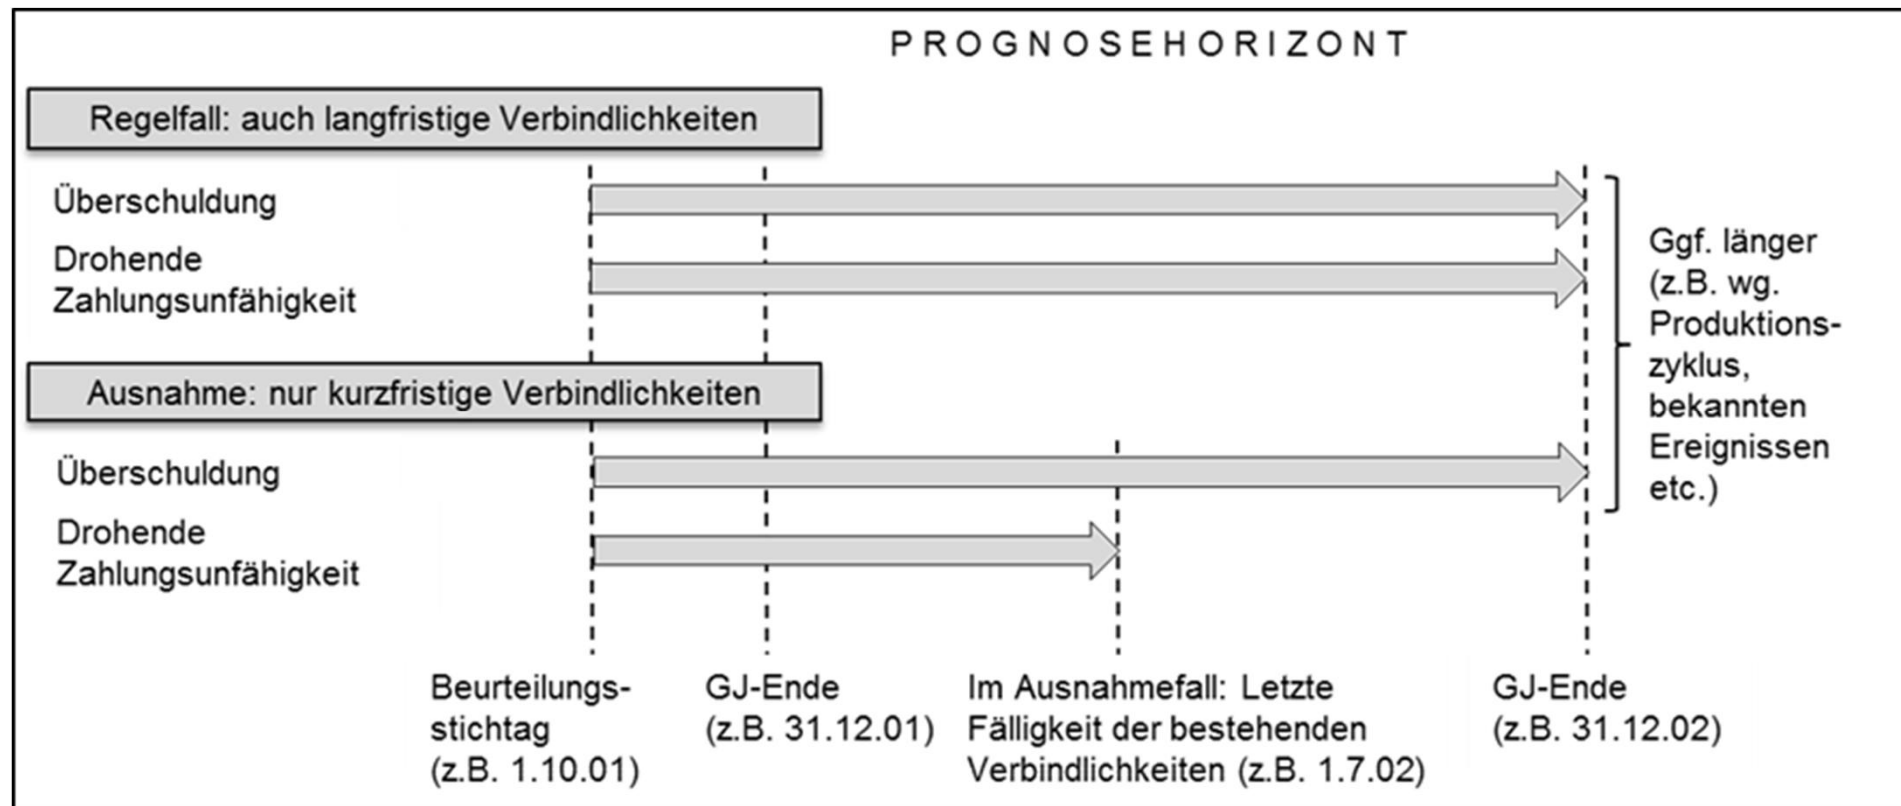 PROGNOSEHORIZONT
Regelfall: auch langfristige Verbindlichkeiten
Überschuldung
Drohende
Zahlungsunfähigkeit
Ggf. länger
(z.B. wg.
Produktions-
zyklus,
bekannten
Ereignissen
etc.)
Ausnahme: nur kurzfristige Verbindlichkeiten
Überschuldung
Drohende
Zahlungsunfähigkeit
Beurteilungs-
stichtag
(z.B. 1.10.01)
GJ-Ende
(z.B. 31.12.01)
Im Ausnahmefall: Letzte
Fälligkeit der bestehenden
Verbindlichkeiten (z.B. 1.7.02)
GJ-Ende
(z.B. 31.12.02)